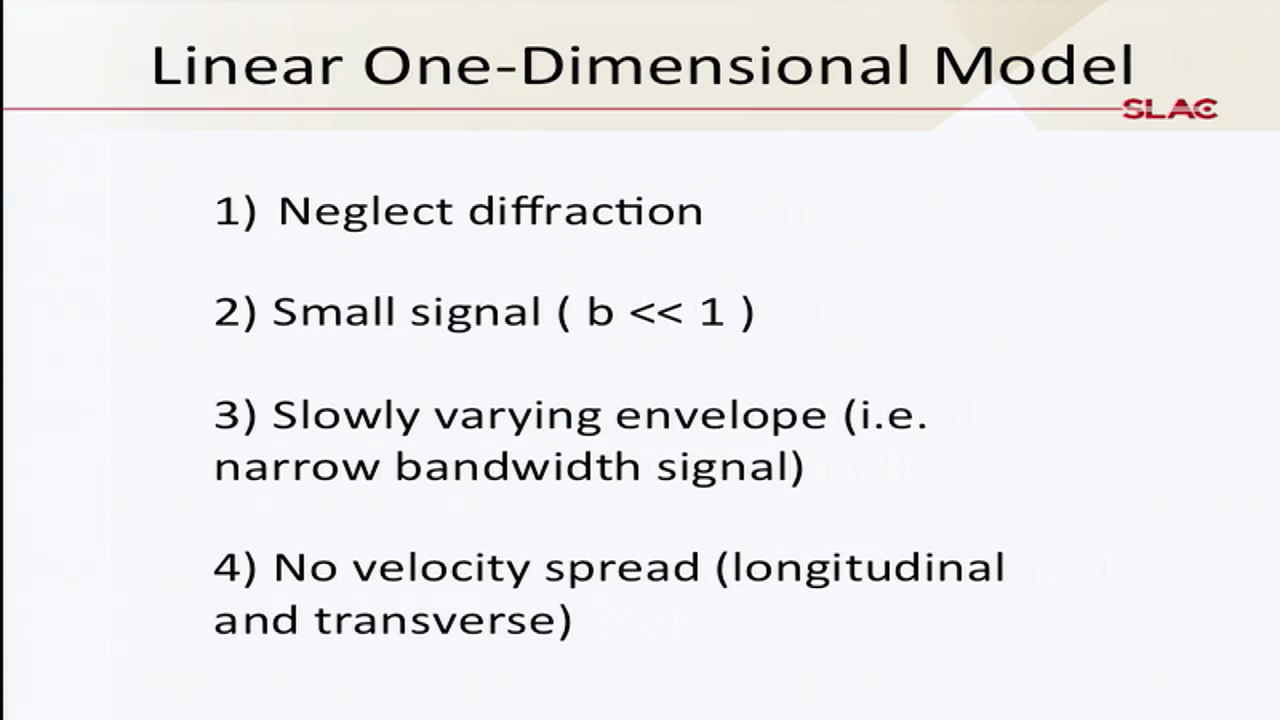 Linear One-Dimensional Model
SLAC
1) Neglect diffraction
2) Small signal ( b << 1 )
3) Slowly varying envelope (i.e.
narrow bandwidth signal)
4) No velocity spread (longitudinal
and transverse)